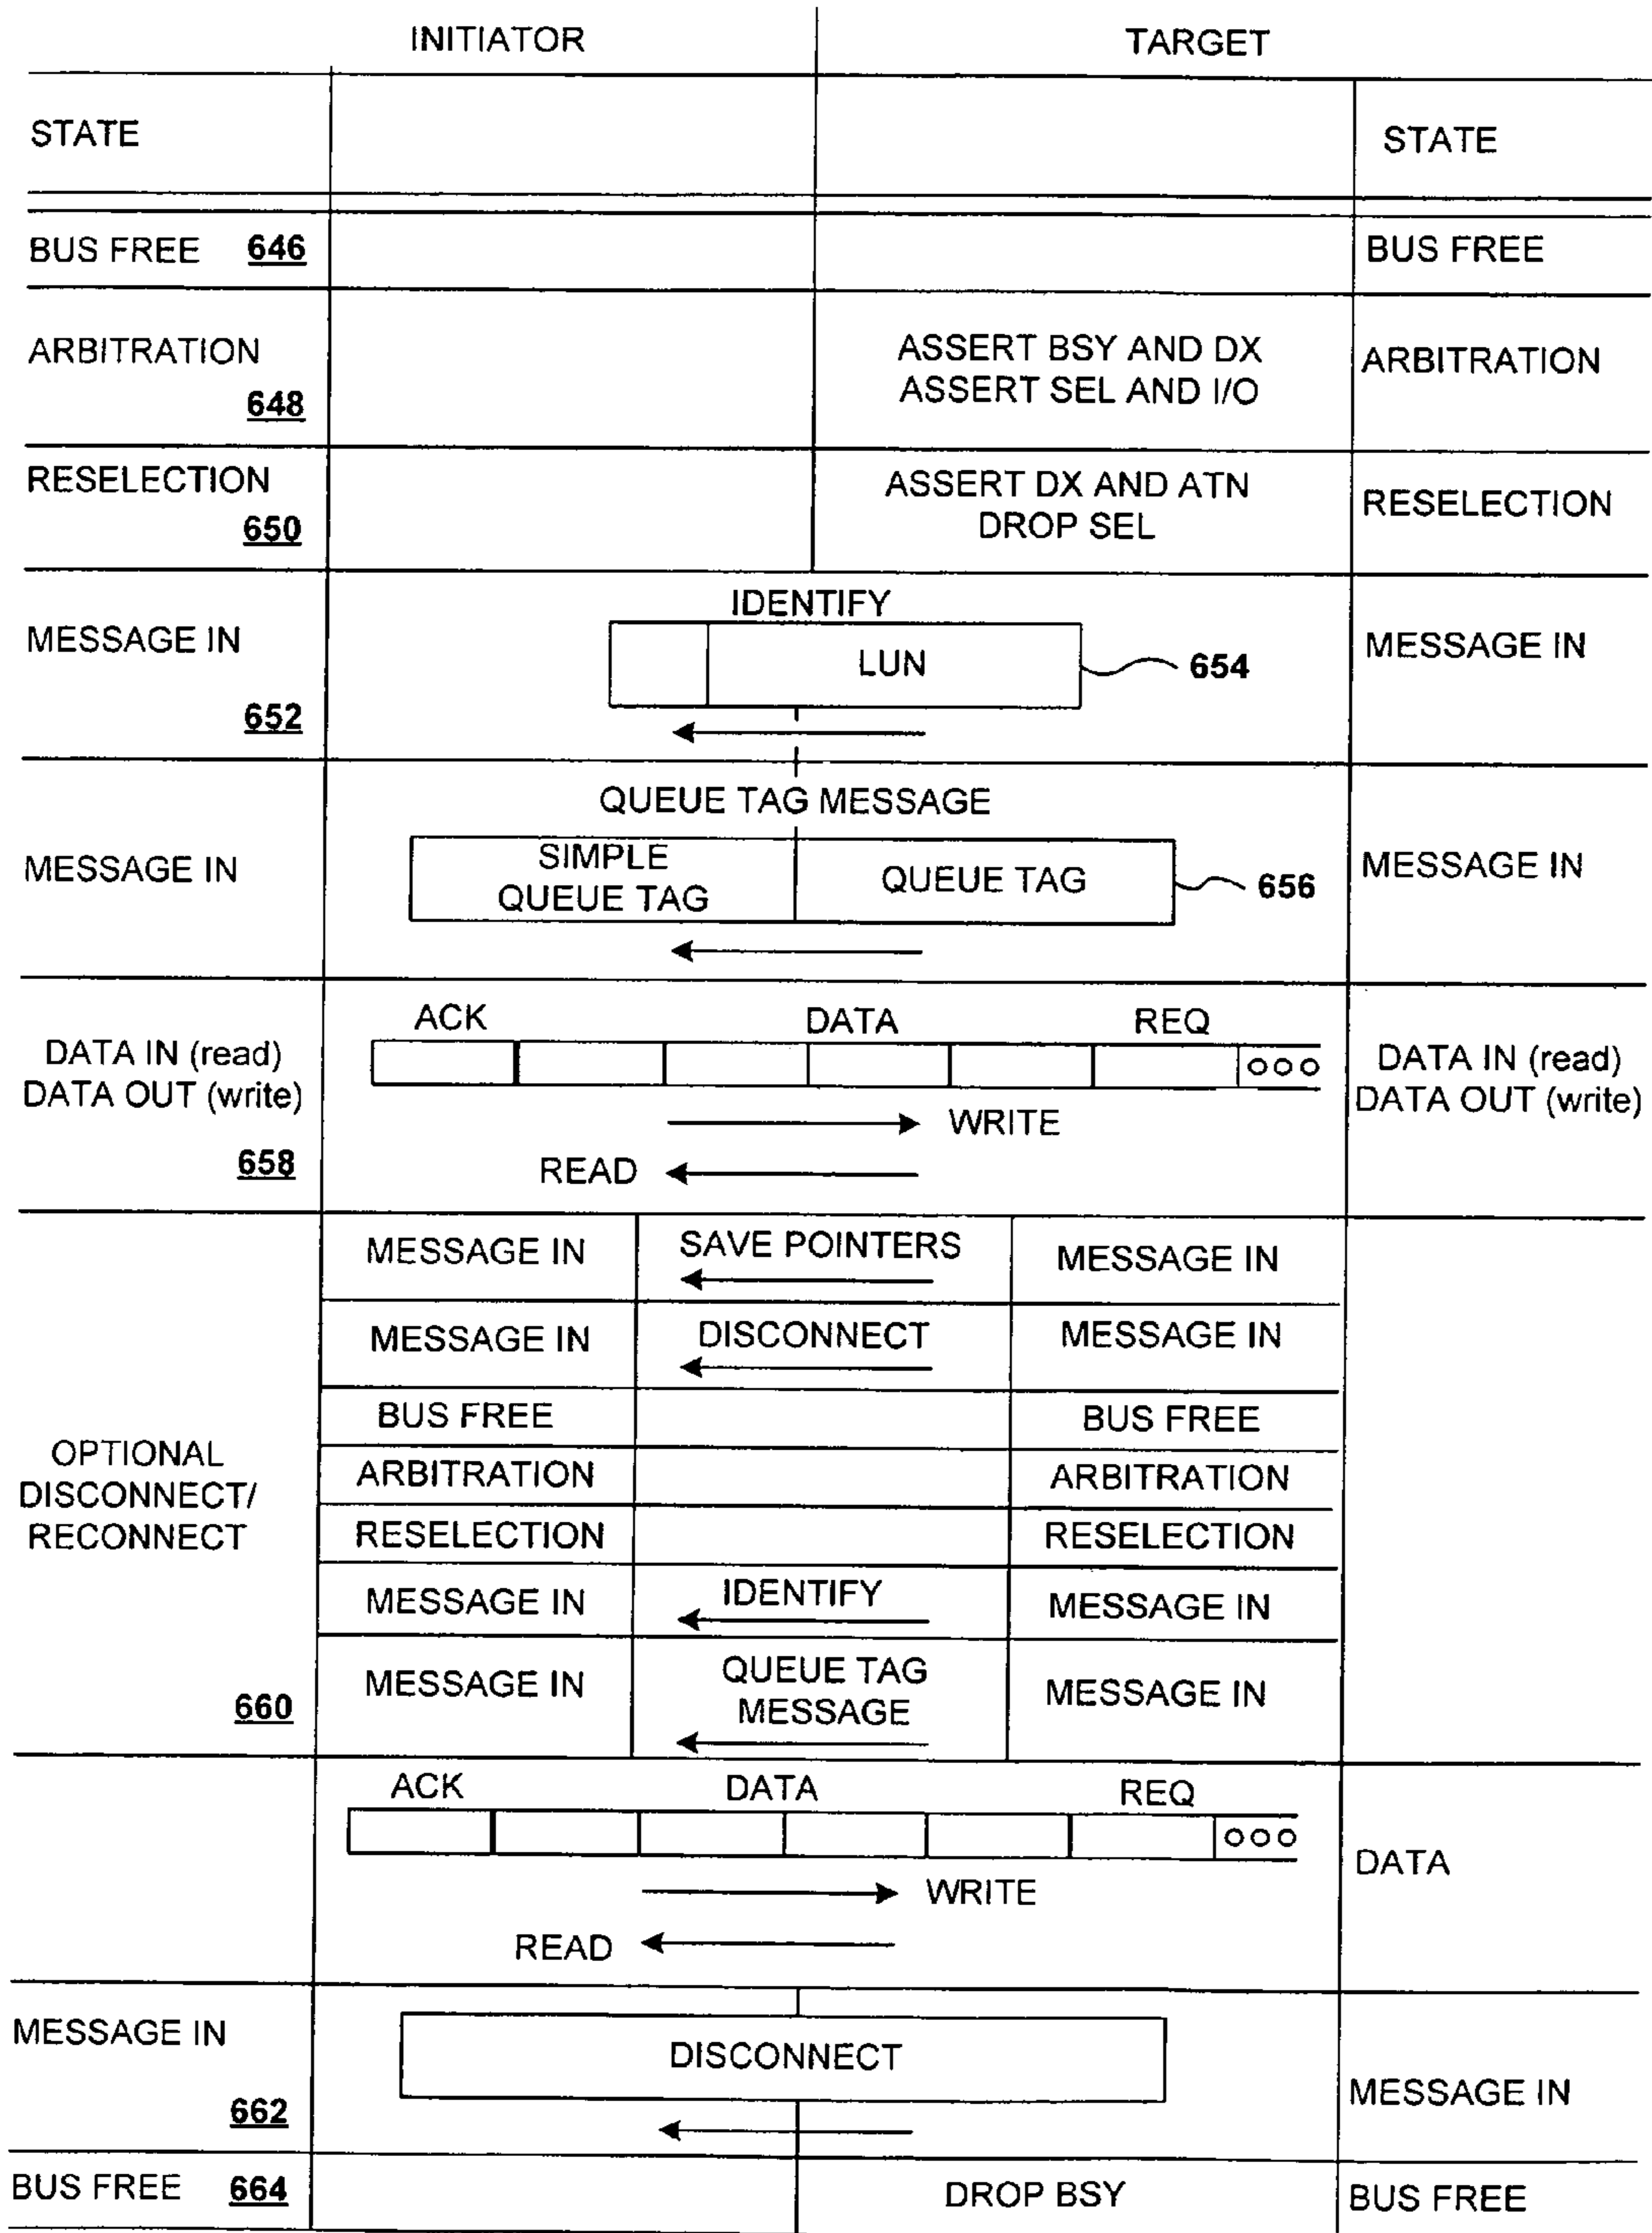 INITIATOR TARGET
STATE STATE
BUS FREE 646 BUS FREE
ARBITRATION 648 ASSERT BSY AND DX ARBITRATION
ASSERT SEL AND I/O
RESELECTION 650 ASSERT DX AND ATN RESELECTION
DROP SEL
IDENTIFY
MESSAGE IN LUN 654 MESSAGE IN
652
QUEUE TAG MESSAGE
MESSAGE IN SIMPLE QUEUE TAG QUEUE TAG 656 MESSAGE IN
ACK DATA REQ
DATA IN (read) DATA IN (read)
DATA OUT (write) DATA OUT (write)
WRITE
658 READ
MESSAGE IN SAVE POINTERS MESSAGE IN
MESSAGE IN DISCONNECT MESSAGE IN
BUS FREE BUS FREE
OPTIONAL
DISCONNECT/
RECONNECT
660
ARBITRATION ARBITRATION
RESELECTION RESELECTION
MESSAGE IN IDENTIFY MESSAGE IN
MESSAGE IN QUEUE TAG MESSAGE MESSAGE IN
ACK DATA REQ
DATA
WRITE
READ
MESSAGE IN DISCONNECT MESSAGE IN
662
BUS FREE 664 DROP BSY BUS FREE